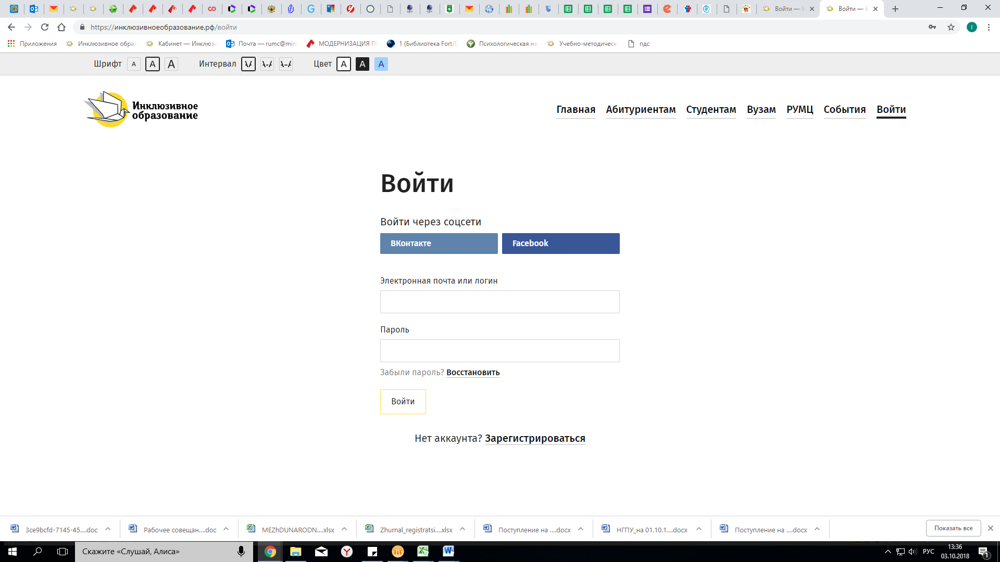 Войти — И
Войти — И
https://инклюзивноеобразование.рф/войти
I
Приложения
Инклюзивное образ
Кабинет — Инклюзи
Почта — rumc@mini
МОДЕРНИЗАЦИЯ ПЕ
1 (Библиотека Fort/D
Психологическая на
Учебно-методическ
пдс
Шрифт A A A Интервал Цвет A A A
Инклюзивное
образование
Главная Абитуриентам Студентам Вузам РУМЦ События Войти
Войти
Войти через соцсети
ВКонтакте Facebook
Электронная почта или логин
Пароль
Забыли пароль? Восстановить
Войти
Нет аккаунта? Зарегистрироваться
3ce9bcfd-7145-45....doc
Рабочее совещан....doc
MEZhDUNARODN....xlsx
Zhurnal_registratsi....xlsx
Поступление на ....docx
НГПУ_на 01.10.1....docx
Поступление на ....docx
Показать все
Скажите «Слушай, Алиса»
РУС
13:36
03.10.2018
1